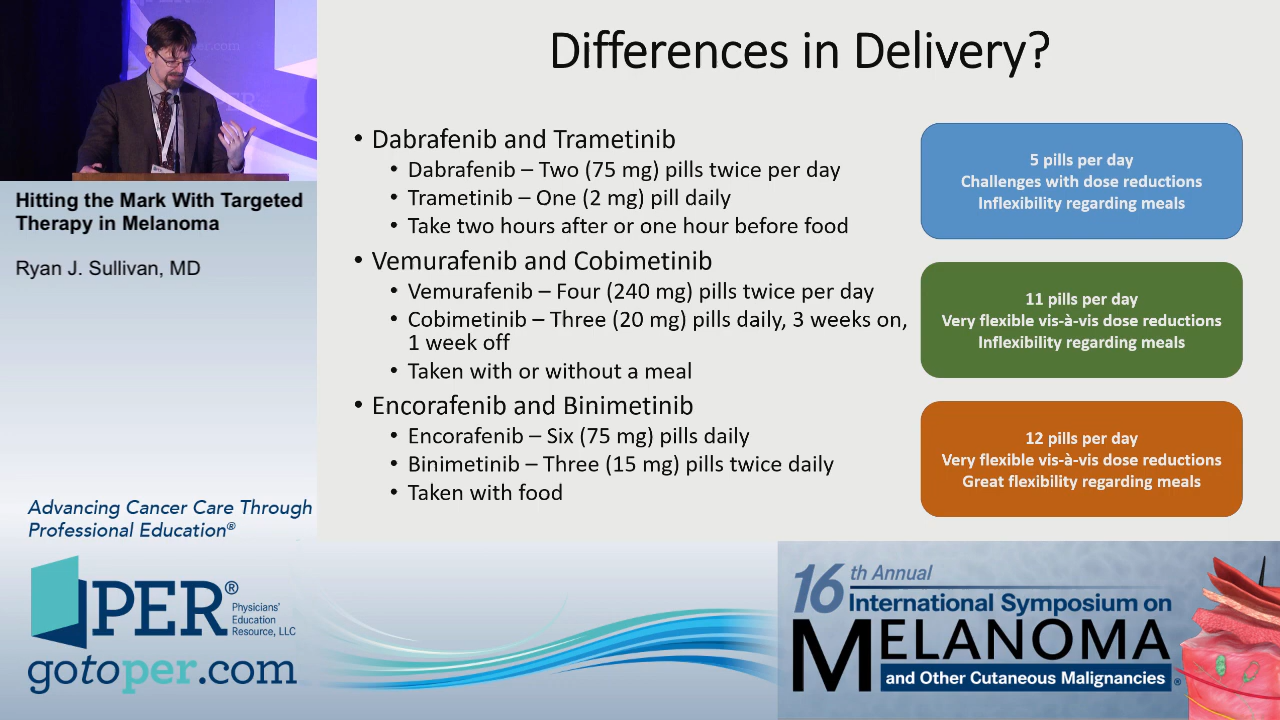 Differences in Delivery?
• Dabrafenib and Trametinib
• Dabrafenib – Two (75 mg) pills twice per day
• Trametinib – One (2 mg) pill daily
• Take two hours after or one hour before food
5 pills per day
Challenges with dose reductions
Inflexibility regarding meals
• Vemurafenib and Cobimetinib
• Vemurafenib – Four (240 mg) pills twice per day
• Cobimetinib – Three (20 mg) pills daily, 3 weeks on,
1 week off
• Taken with or without a meal
11 pills per day
Very flexible vis-à-vis dose reductions
Inflexibility regarding meals
• Encorafenib and Binimetinib
• Encorafenib – Six (75 mg) pills daily
• Binimetinib – Three (15 mg) pills twice daily
• Taken with food
12 pills per day
Very flexible vis-à-vis dose reductions
Great flexibility regarding meals
Hitting the Mark With Targeted
Therapy in Melanoma
Ryan J. Sullivan, MD
Advancing Cancer Care Through
Professional Education®
PER®
Physicians'
Education
Resource, LLC
gotoper.com
16th Annual
International Symposium on
MELANOMA
and Other Cutaneous Malignancies®